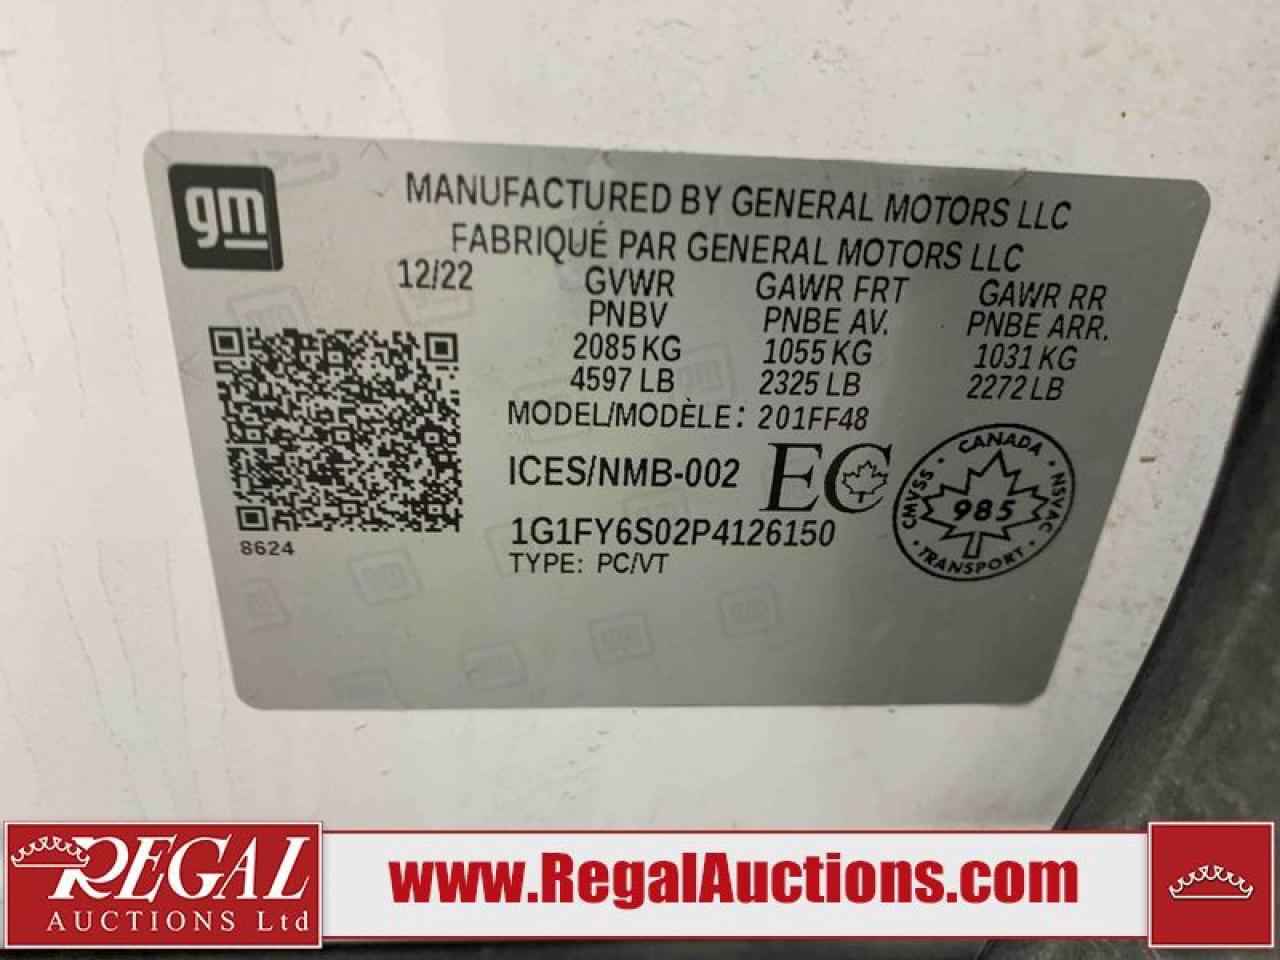 gm
MANUFACTURED BY GENERAL MOTORS LLC
FABRIQUÉ PAR GENERAL MOTORS LLC
12/22 GVWR GAWR FRT GAWR RR
PNBV PNBE AV. PNBE ARR.
2085 KG 1055 KG 1031 KG
4597 LB 2325 LB 2272 LB
MODEL/MODÈLE: 201FF48
ICES/NMB-002 EC
1G1FY6S02P4126150
TYPE: PC/VT
8624
CANADA
CMVSS · NSVAC
985
TRANSPORT
REGAL
AUCTIONS Ltd
www.RegalAuctions.com